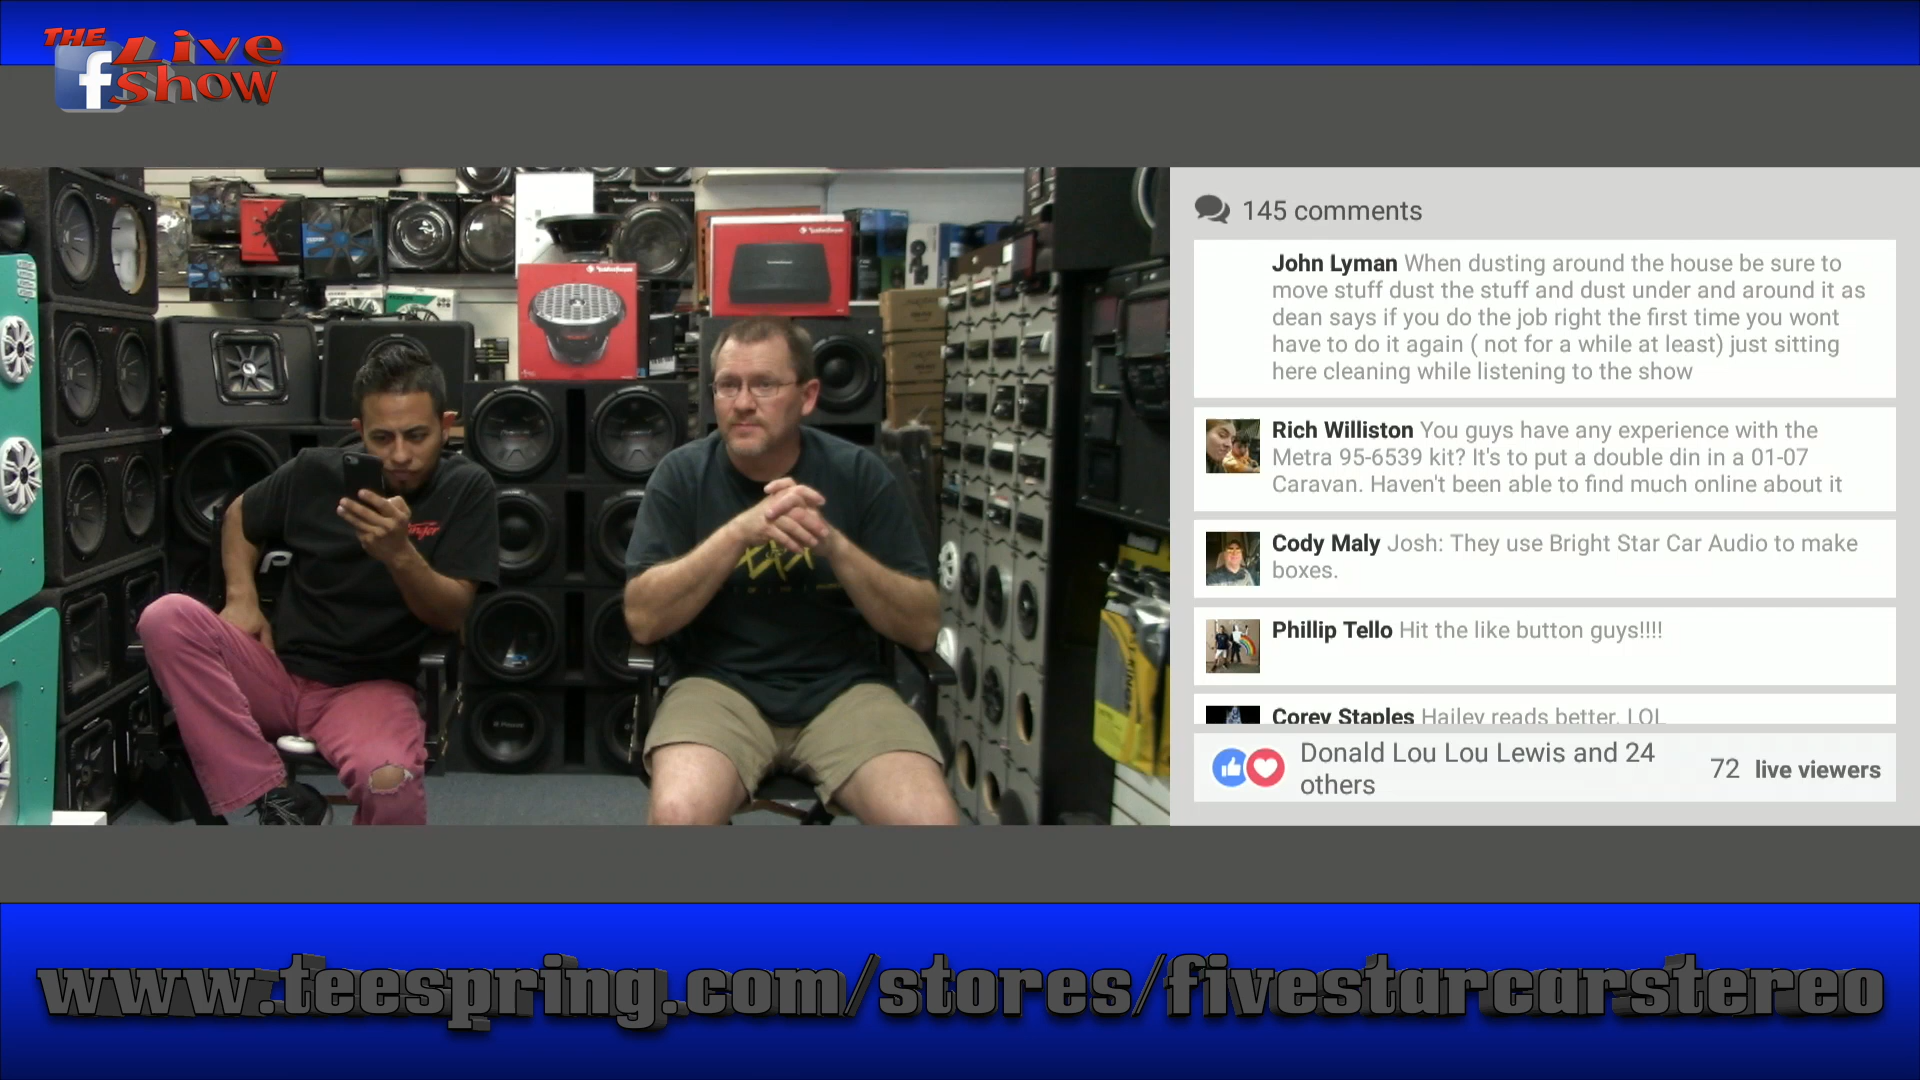 THE
f Live
show
145 comments
John Lyman When dusting around the house be sure to
move stuff dust the stuff and dust under and around it as
dean says if you do the job right the first time you wont
have to do it again ( not for a while at least) just sitting
here cleaning while listening to the show
Rich Williston You guys have any experience with the
Metra 95-6539 kit? It's to put a double din in a 01-07
Caravan. Haven't been able to find much online about it
Cody Maly Josh: They use Bright Star Car Audio to make
boxes.
Phillip Tello Hit the like button guys!!!!
Corey Staples Hailey reads better. LOL
Donald Lou Lou Lewis and 24
others
72 live viewers
www.teespring.com/stores/fivestarcarstereo